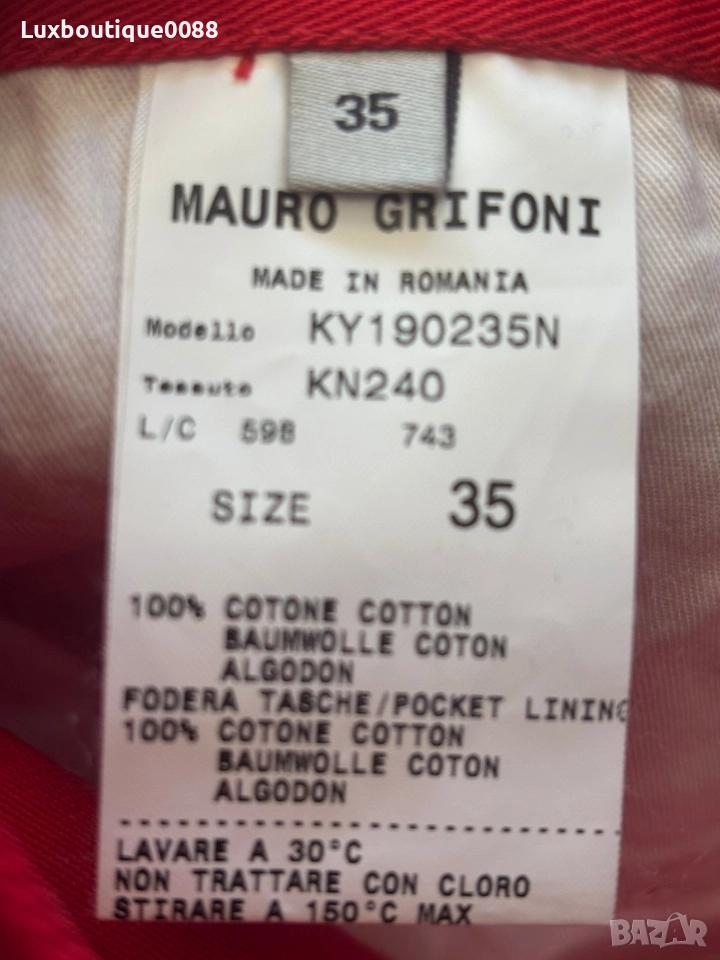 Luxboutique0088
35
MAURO GRIFONI
MADE IN ROMANIA
Modello KY190235N
Tessuto KN240
L/C 598 743
SIZE 35
100% COTONE COTTON
BAUMWOLLE COTON
ALGODON
FODERA TASCHE/POCKET LINING
100% COTONE COTTON
BAUMWOLLE COTON
ALGODON
LAVARE A 30°C
NON TRATTARE CON CLORO
STIRARE A 150°C MAX
BAZAR